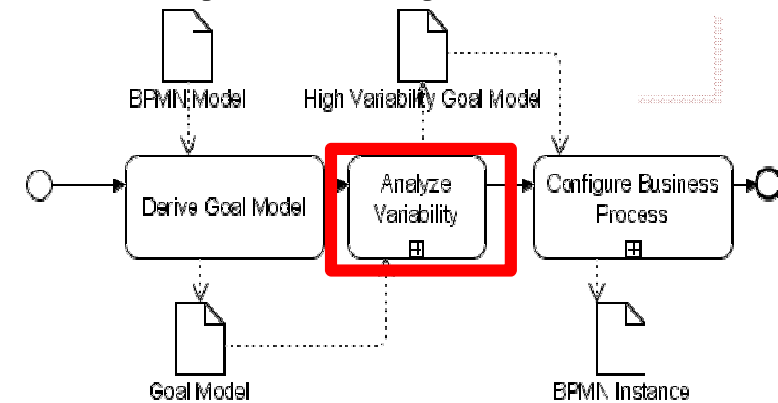 BPMN Model
High Variability Goal Model
Derive Goal Model
Analyze
Variability
Configure Business
Process
Goal Model
BPMN Instance